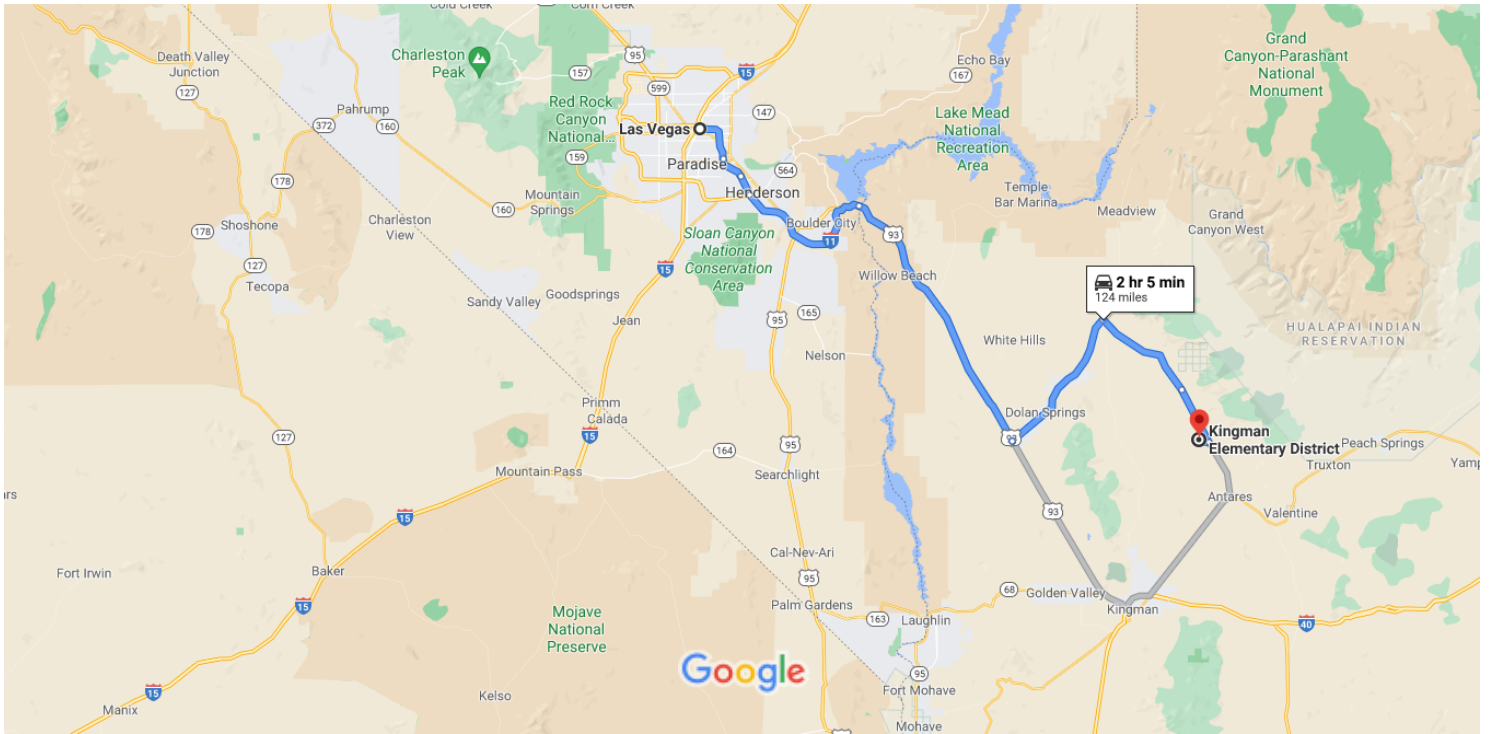 Cold Creek
Corn Creek
Death Valley
Junction
127
Charleston
Peak
157
95
599
15
Echo Bay
167
Grand
Canyon-Parashant
National
Monument
Pahrump
372
160
Red Rock
Canyon
National...
159
Las Vegas
147
Lake Mead
National
Recreation
Area
Paradise
564
178
Mountain
Springs
160
Henderson
Temple
Bar Marina
Meadview
Grand
Canyon West
178
Shoshone
Charleston
View
Sloan Canyon
National
Conservation
Area
Boulder City
11
93
127
Tecopa
15
Willow Beach
2 hr 5 min
124 miles
Sandy Valley
Goodsprings
Jean
95
165
Nelson
White Hills
HUALAPAI INDIAN
RESERVATION
Primm
Calada
15
Dolan Springs
93
Kingman
Elementary District
127
95
164
Peach Springs
Truxton
Mountain Pass
Searchlight
Yamp
ars
Antares
Valentine
15
93
Cal-Nev-Ari
95
Fort Irwin
Baker
15
68
Golden Valley
Kingman
Palm Gardens
163
Laughlin
40
Mojave
National
Preserve
Google
95
Fort Mohave
15
Kelso
Manix
Mohave
95